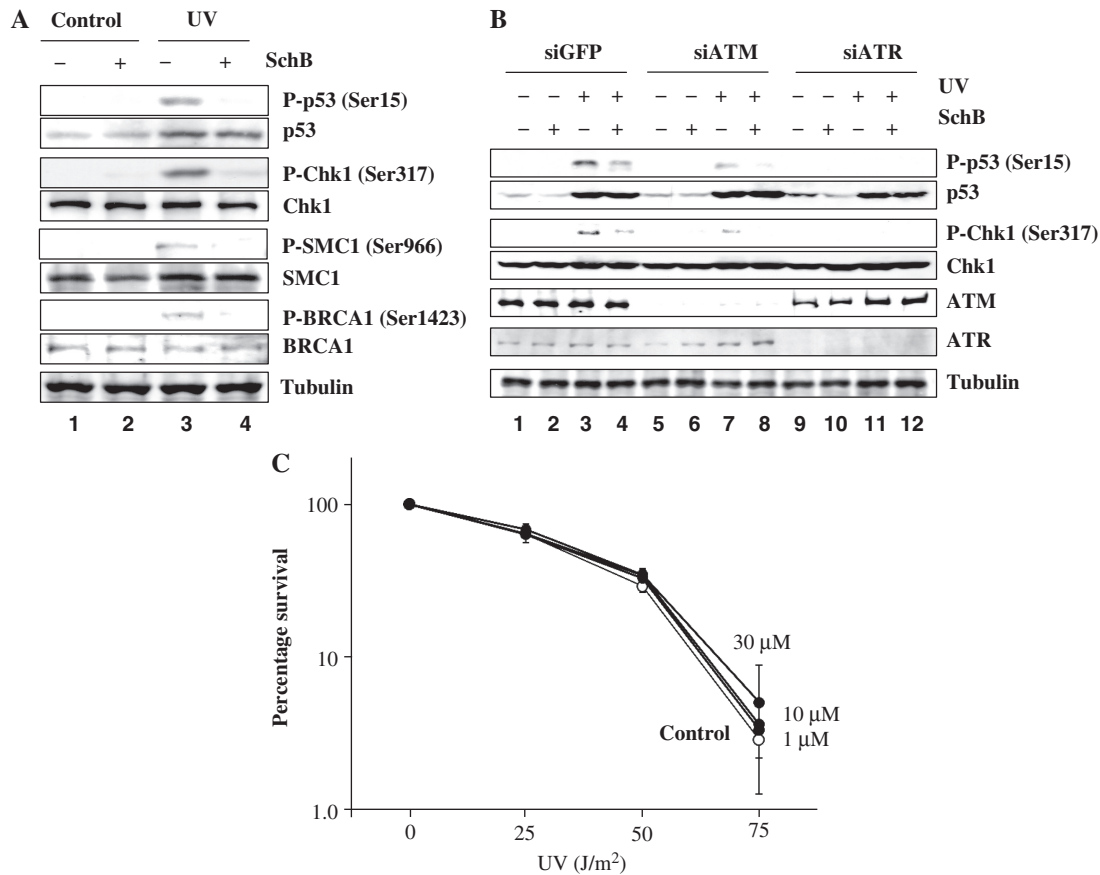 A
Control UV
– + – + SchB
P-p53 (Ser15)
p53
P-Chk1 (Ser317)
Chk1
P-SMC1 (Ser966)
SMC1
P-BRCA1 (Ser1423)
BRCA1
Tubulin
1 2 3 4
B
siGFP siATM siATR
– – + + – – + + – – + + UV
– + – + – + – + – + – + SchB
P-p53 (Ser15)
p53
P-Chk1 (Ser317)
Chk1
ATM
ATR
Tubulin
1 2 3 4 5 6 7 8 9 10 11 12
C
Percentage survival
100
10
1.0
30 µM
10 µM
Control 1 µM
0 25 50 75
UV (J/m²)